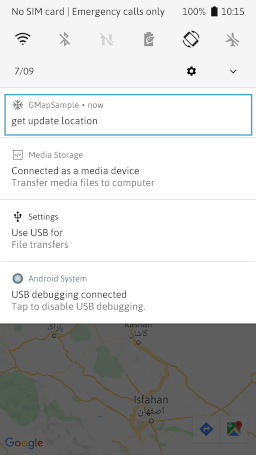 No SIM card | Emergency calls only 100% 10:15
7/09
GMapSample • now
get update location
Media Storage
Connected as a media device
Transfer media files to computer
Settings
Use USB for
File transfers
Android System
USB debugging connected
Tap to disable USB debugging.
اراک
Kashan
کاشان
Isfahan
اصفهان
Google